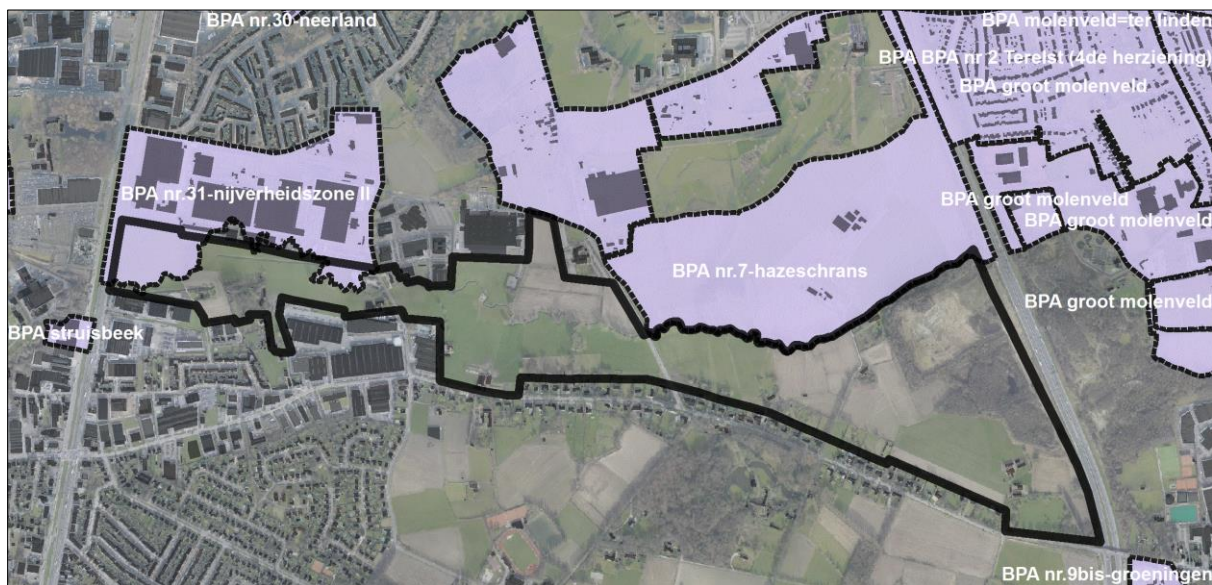 BPA nr.30-neerland
BPA molenveld=ter linden
BPA BPA nr 2 Terelst (4de herziening)
BPA groot molenveld
BPA nr.31-nijverheidszone II
BPA groot molenveld
BPA groot molenveld
BPA nr.7-hazeschrans
BPA groot molenveld
BPA struisbeek
BPA nr.9bis-groeningen